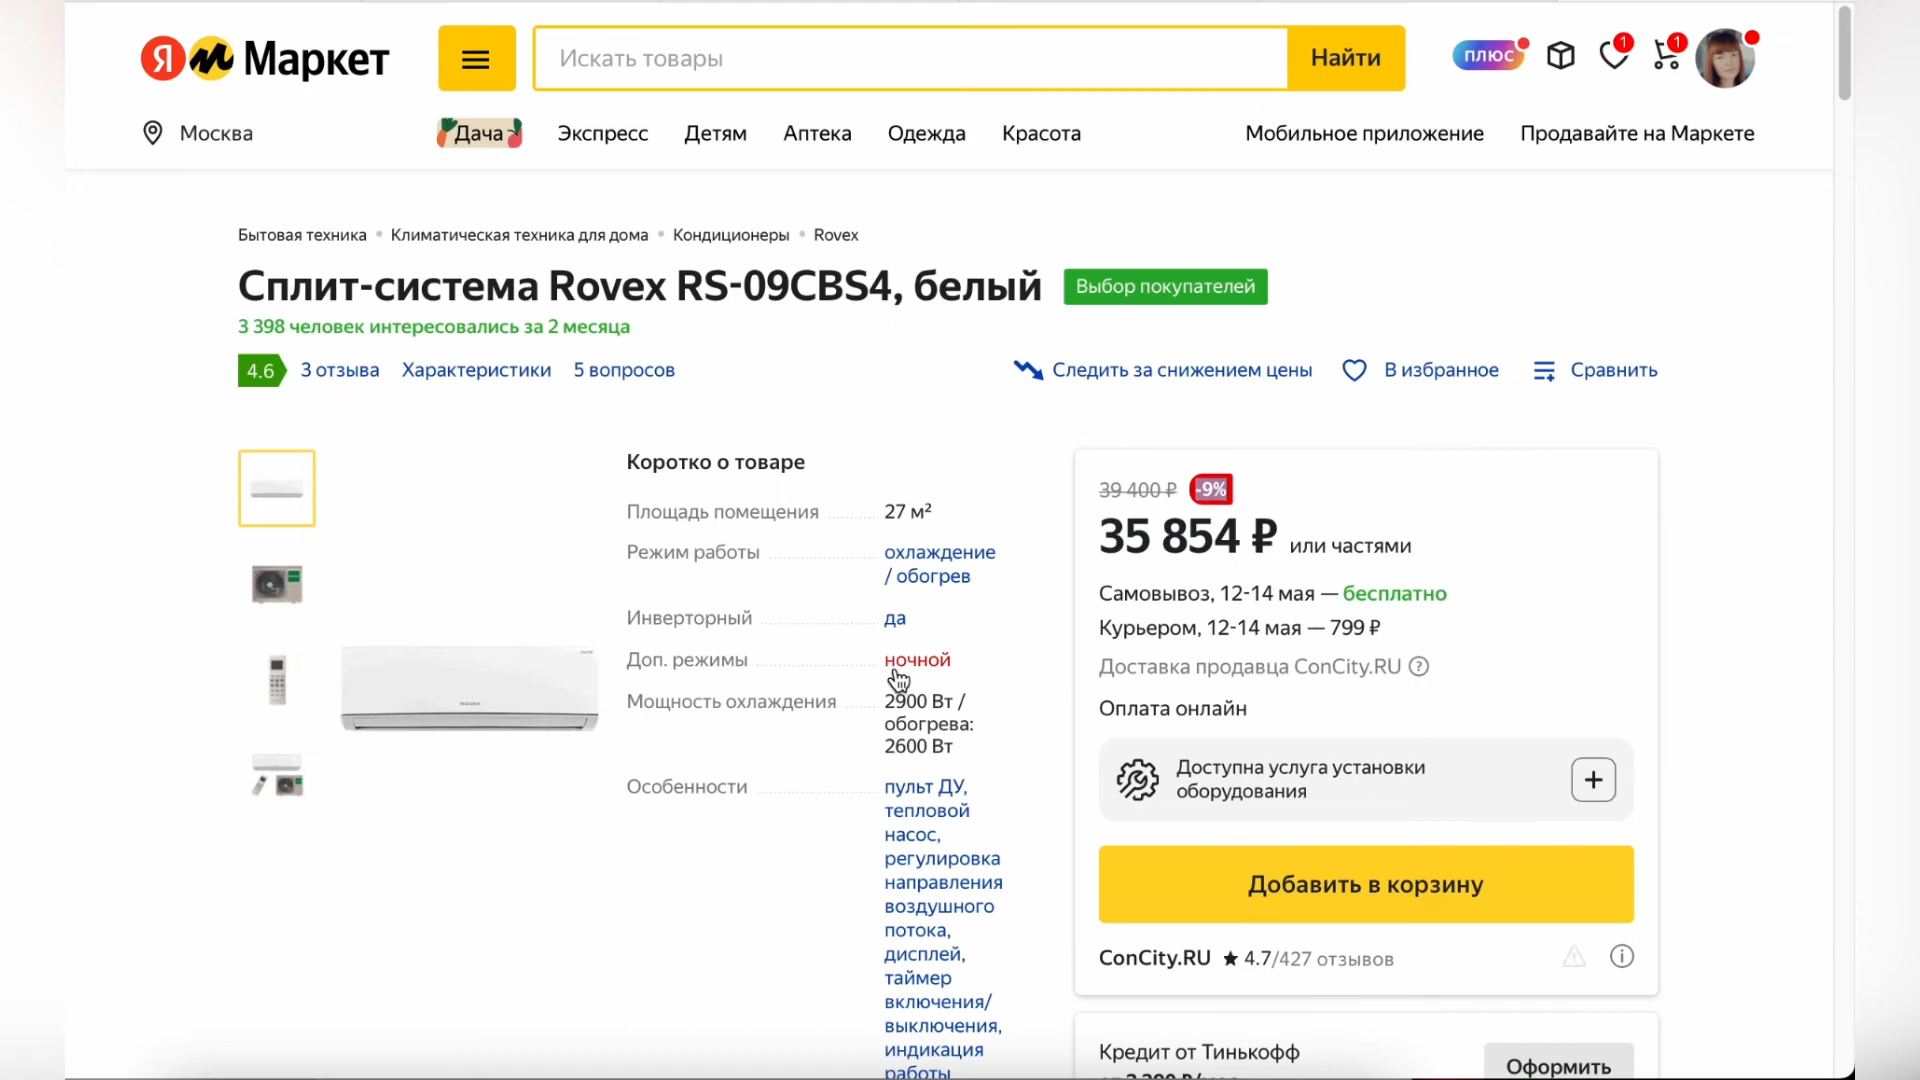 Я Маркет
Искать товары
Найти
плюс
1
1
Москва
Дача
Экспресс
Детям
Аптека
Одежда
Красота
Мобильное приложение
Продавайте на Маркете
Бытовая техника • Климатическая техника для дома • Кондиционеры • Rovex
Сплит-система Rovex RS-09CBS4, белый
Выбор покупателей
3 398 человек интересовались за 2 месяца
4.6
3 отзыва
Характеристики
5 вопросов
Следить за снижением цены
В избранное
Сравнить
Коротко о товаре
Площадь помещения
27 м²
Режим работы
охлаждение
/ обогрев
Инверторный
да
Доп. режимы
ночной
Мощность охлаждения
2900 Вт /
обогрева:
2600 Вт
Особенности
пульт ДУ,
тепловой
насос,
регулировка
направления
воздушного
потока,
дисплей,
таймер
включения/
выключения,
индикация
работы
39 400 ₽
-9%
35 854 ₽ или частями
Самовывоз, 12-14 мая — бесплатно
Курьером, 12-14 мая — 799 ₽
Доставка продавца ConCity.RU ?
Оплата онлайн
Доступна услуга установки
оборудования
+
Добавить в корзину
ConCity.RU ★ 4.7/427 отзывов
Кредит от Тинькофф
Оформить